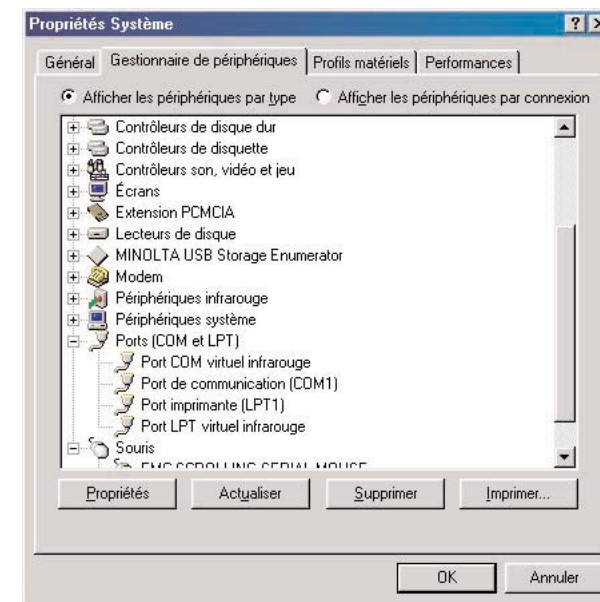 Propriétés Système
Général Gestionnaire de périphériques Profils matériels Performances
Afficher les périphériques par type Afficher les périphériques par connexion
Contrôleurs de disque dur
Contrôleurs de disquette
Contrôleurs son, vidéo et jeu
Écrans
Extension PCMCIA
Lecteurs de disque
MINOLTA USB Storage Enumerator
Modem
Périphériques infrarouge
Périphériques système
Ports (COM et LPT)
Port COM virtuel infrarouge
Port de communication (COM1)
Port imprimante (LPT1)
Port LPT virtuel infrarouge
Souris
SCROLLING SERIAL MOUSE
Propriétés Actualiser Supprimer Imprimer...
OK Annuler